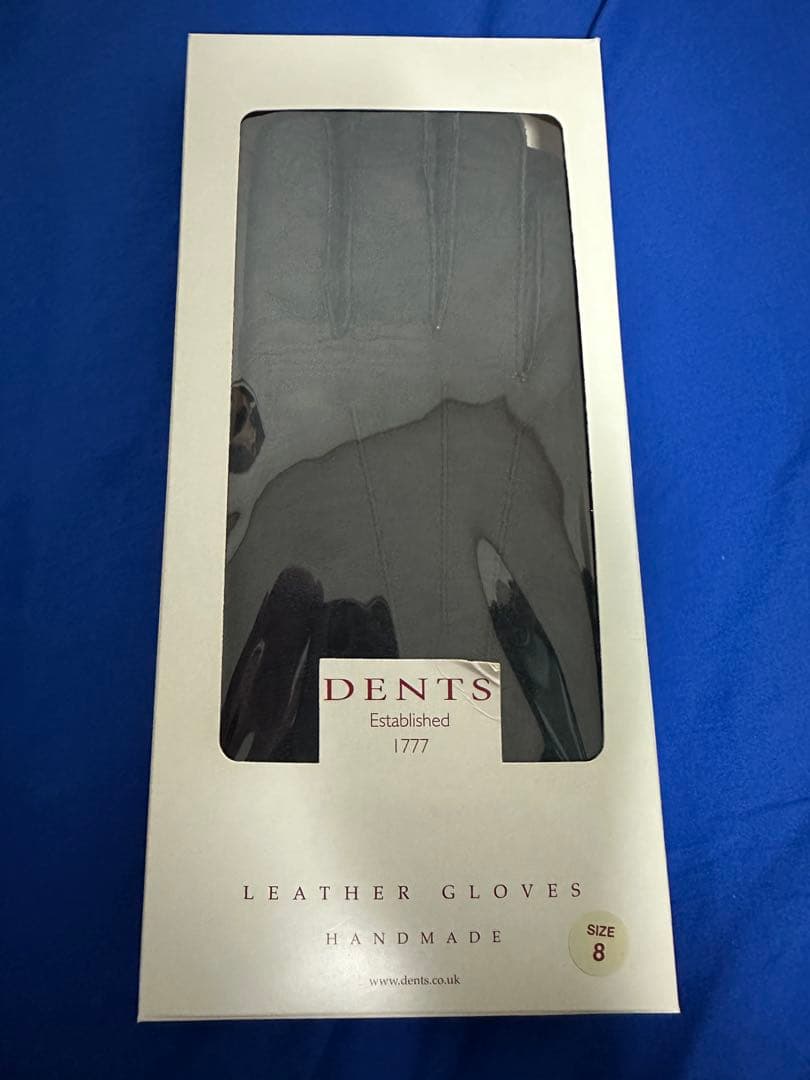 DENTS
Established
1777
LEATHER GLOVES
HANDMADE
SIZE
8
www.dents.co.uk